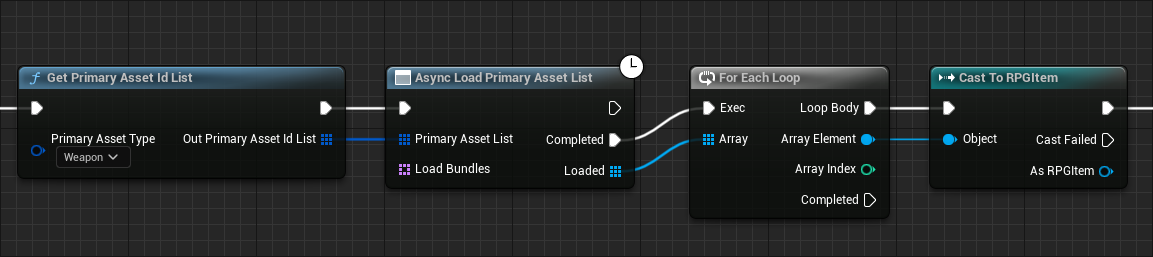 Get Primary Asset Id List
Primary Asset Type
Weapon
Out Primary Asset Id List
Async Load Primary Asset List
Primary Asset List
Completed
Load Bundles
Loaded
For Each Loop
Exec
Loop Body
Array
Array Element
Array Index
Completed
Cast To RPGItem
Object
Cast Failed
As RPGItem